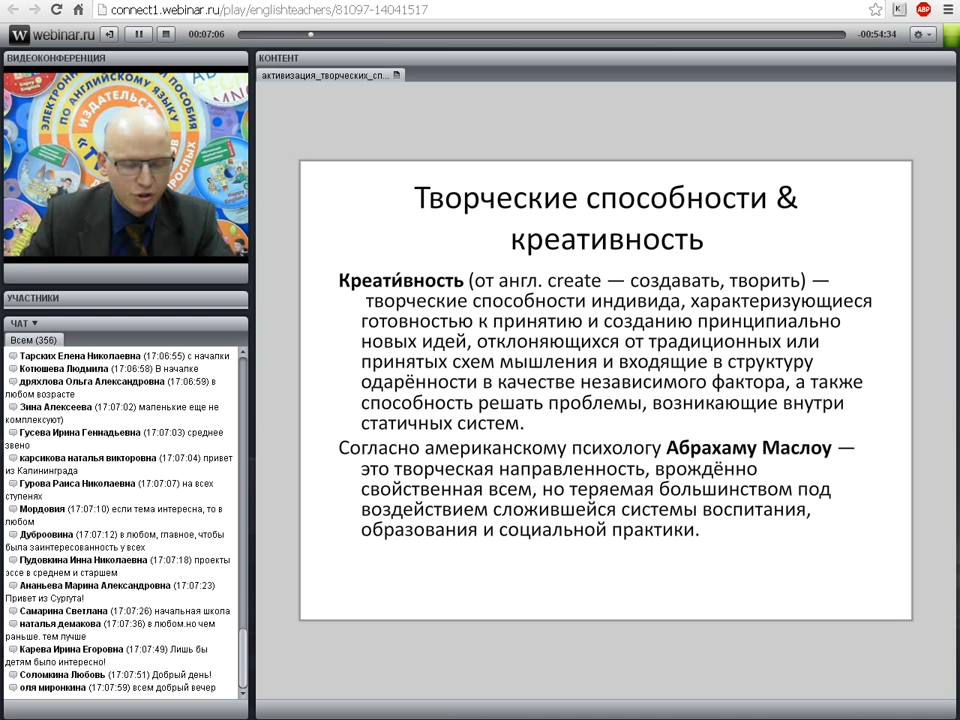 connect1.webinar.ru/play/englishteachers/81097-14041517
K
ABP
W webinar.ru
00:07:06
-00:54:34
ВИДЕОКОНФЕРЕНЦИЯ
ЭЛЕКТРОННЫЕ ПОСОБИЯ
ПО АНГЛИЙСКОМУ ЯЗЫКУ
ИЗДАТЕЛЬСТВО
УЧАСТНИКИ
ЧАТ ▼
Всем (356)
Тарских Елена Николаевна (17:06:55) с началки
Котюшева Людмила (17:06:58) В началке
дряхлова Ольга Александровна (17:06:59) в
любом возрасте
Зина Алексеева (17:07:02) маленькие еще не
комплексуют)
Гусева Ирина Геннадьевна (17:07:03) среднее
звено
карсикова наталья викторовна (17:07:04) привет
из Калининграда
Гурова Раиса Николаевна (17:07:07) на всех
ступенях
Мордовия (17:07:10) если тема интересна, то в
любом
Дуброовина (17:07:12) в любом, главное, чтобы
была заинтересованность у всех
Пудовкина Инна Николаевна (17:07:18) проекты
эссе в среднем и старшем
Ананьева Марина Александровна (17:07:23)
Привет из Сургута!
Самарина Светлана (17:07:26) начальная школа
наталья демакова (17:07:36) в любом.но чем
раньше. тем лучше
Карева Ирина Егоровна (17:07:49) Лишь бы
детям было интересно!
Соломкина Любовь (17:07:51) Добрый день!
оля миронкина (17:07:59) всем добрый вечер
КОНТЕНТ
активизация_творческих_сп...
Творческие способности &
креативность
Креати́вность (от англ. create — создавать, творить) —
творческие способности индивида, характеризующиеся
готовностью к принятию и созданию принципиально
новых идей, отклоняющихся от традиционных или
принятых схем мышления и входящие в структуру
одарённости в качестве независимого фактора, а также
способность решать проблемы, возникающие внутри
статичных систем.
Согласно американскому психологу Абрахаму Маслоу —
это творческая направленность, врождённо
свойственная всем, но теряемая большинством под
воздействием сложившейся системы воспитания,
образования и социальной практики.